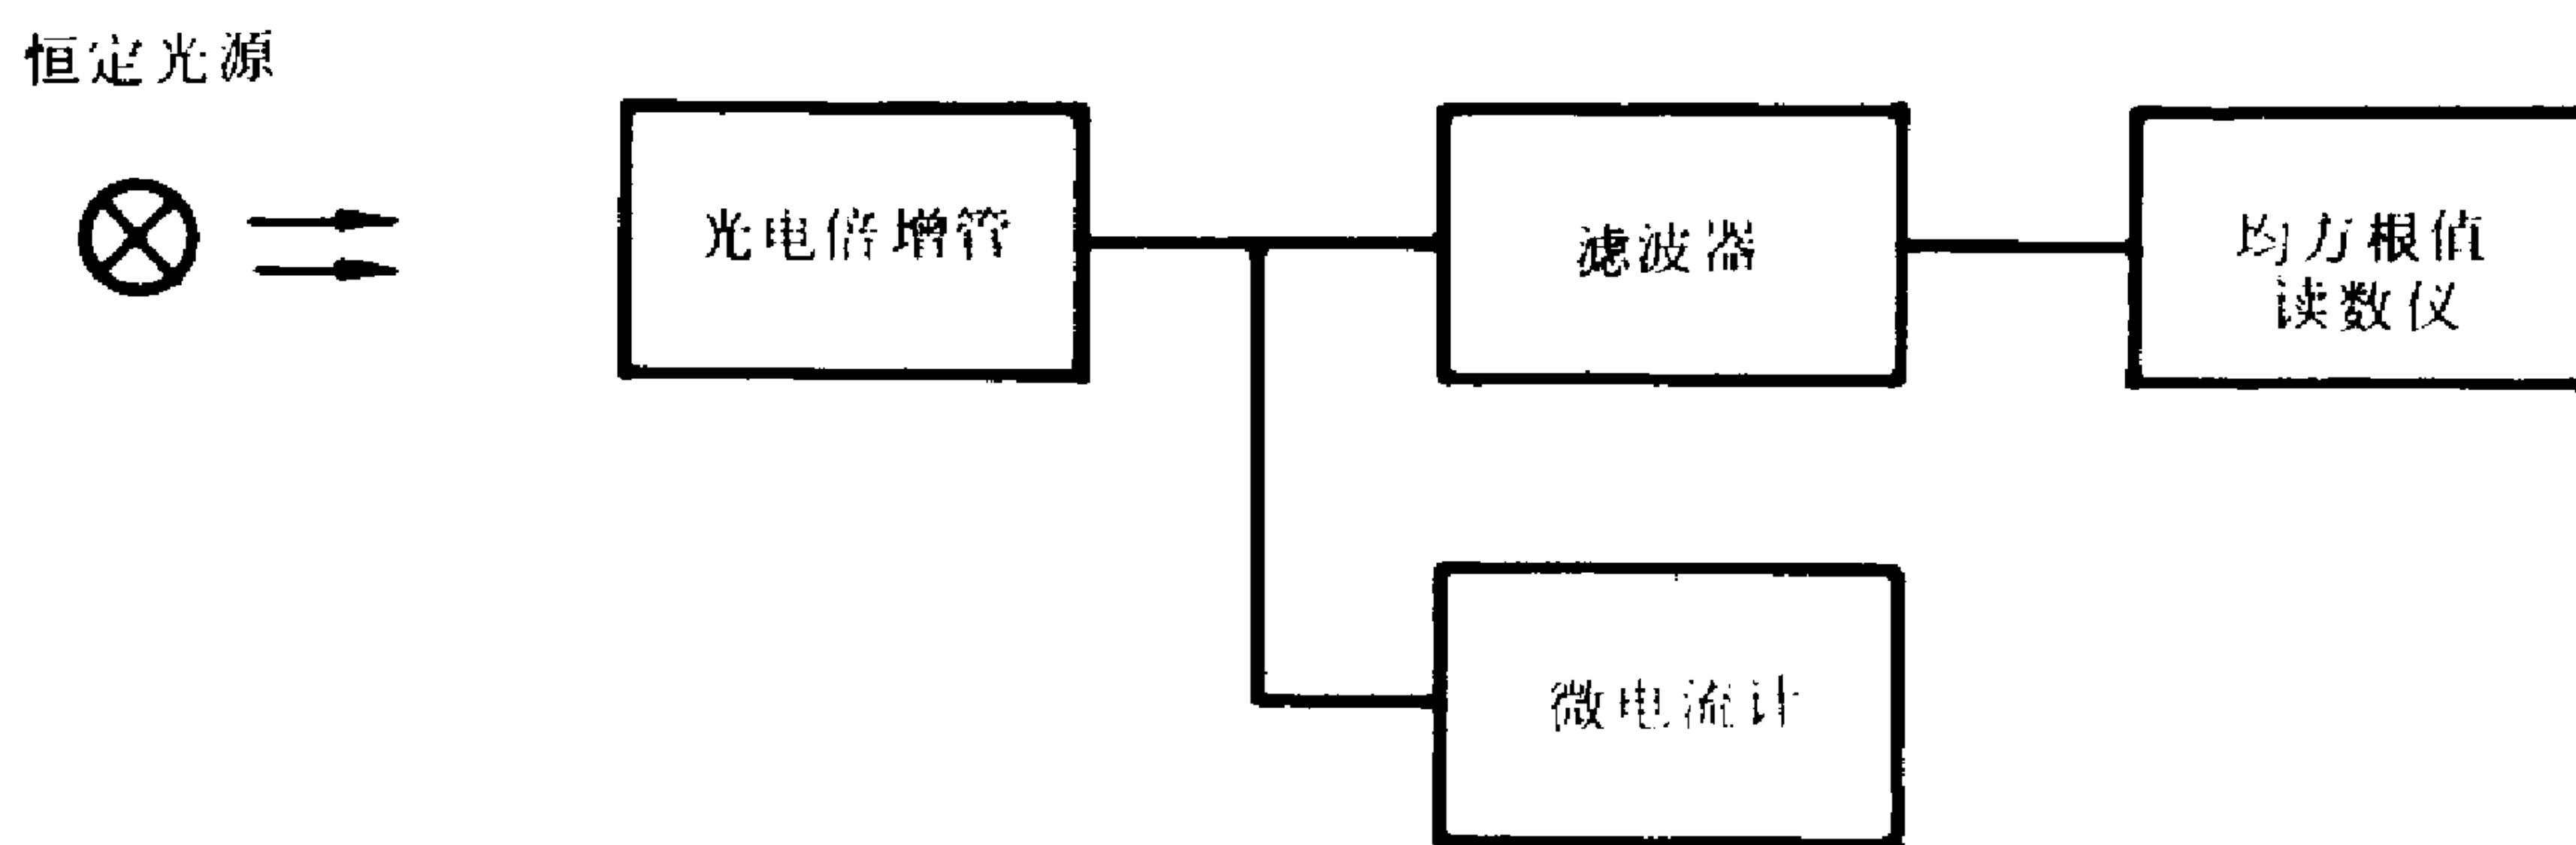 恒定光源
光电倍增管
滤波器
均方根值
读数仪
微电流计